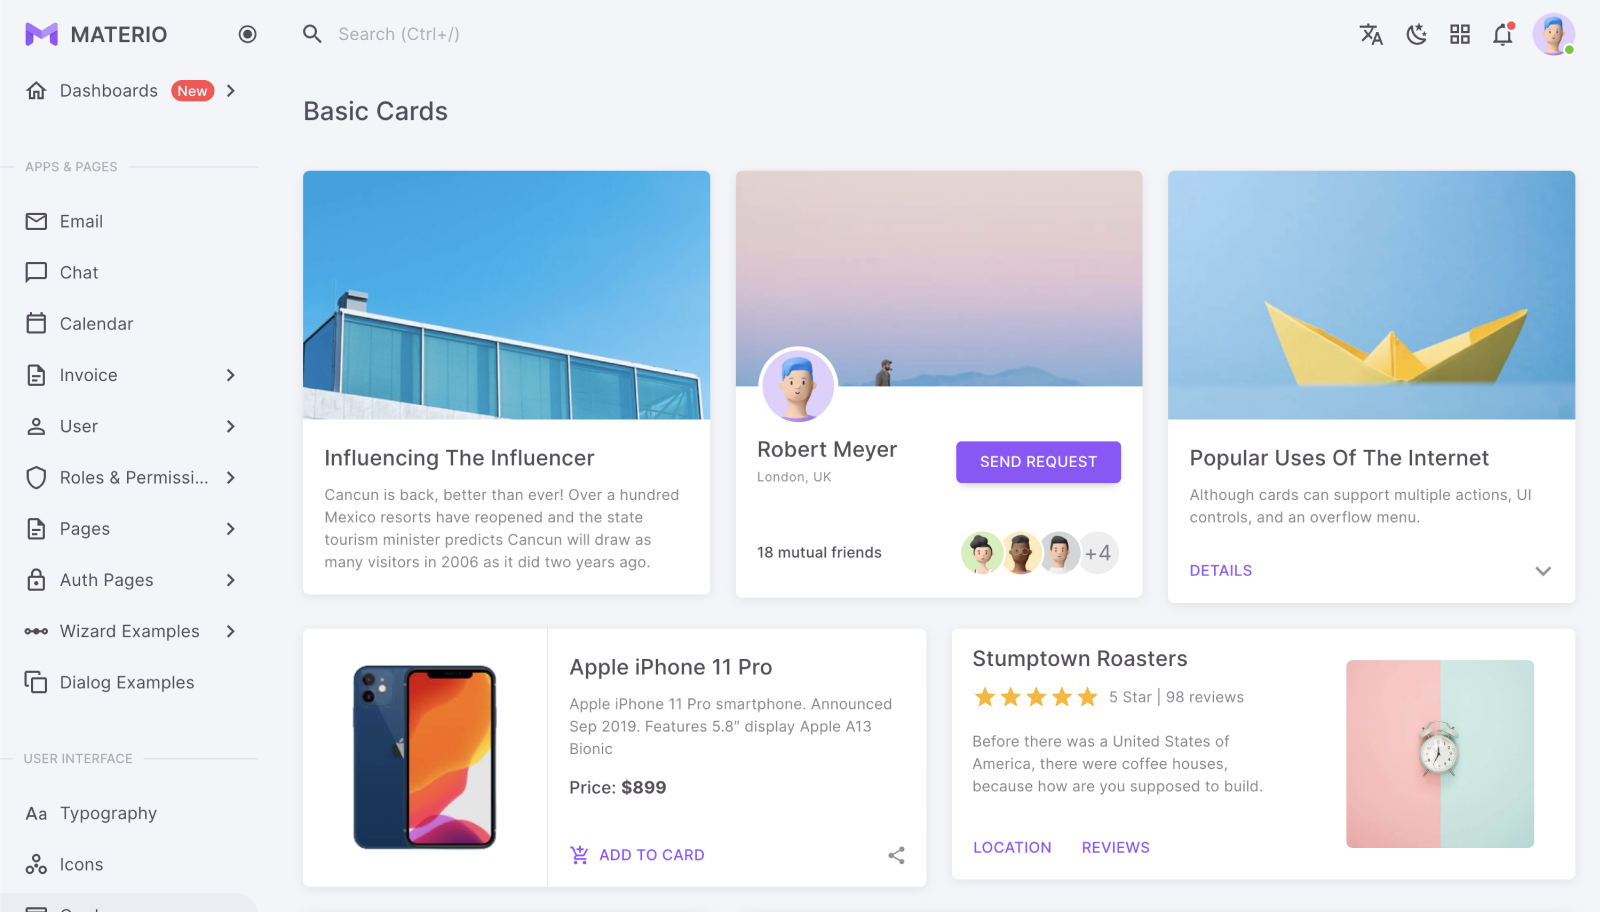 MATERIO
Search (Ctrl+/)
Dashboards New
Basic Cards
APPS & PAGES
Email
Chat
Calendar
Invoice
User
Roles & Permissi...
Pages
Auth Pages
Wizard Examples
Dialog Examples
USER INTERFACE
Aa Typography
Icons
Influencing The Influencer
Cancun is back, better than ever! Over a hundred
Mexico resorts have reopened and the state
tourism minister predicts Cancun will draw as
many visitors in 2006 as it did two years ago.
Robert Meyer
London, UK
SEND REQUEST
18 mutual friends
+4
Popular Uses Of The Internet
Although cards can support multiple actions, UI
controls, and an overflow menu.
DETAILS
Apple iPhone 11 Pro
Apple iPhone 11 Pro smartphone. Announced
Sep 2019. Features 5.8″ display Apple A13
Bionic
Price: $899
ADD TO CARD
Stumptown Roasters
5 Star | 98 reviews
Before there was a United States of
America, there were coffee houses,
because how are you supposed to build.
LOCATION REVIEWS